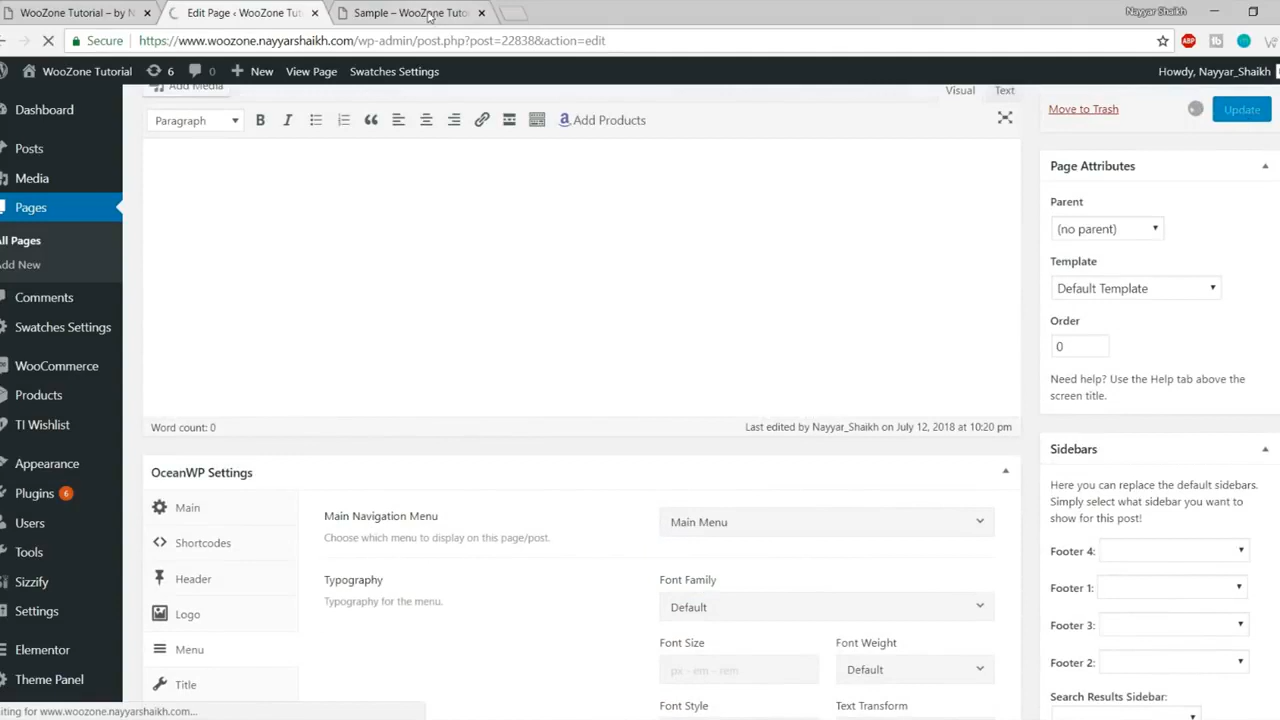 WooZone Tutorial – by N
Edit Page ‹ WooZone Tut
Sample – WooZone Tuto
Nayyar Shaikh
Secure
https://www.woozone.nayyarshaikh.com/wp-admin/post.php?post=22838&action=edit
ABP
WooZone Tutorial
6
0
New
View Page
Swatches Settings
Howdy, Nayyar_Shaikh
Dashboard
Posts
Media
Pages
All Pages
Add New
Comments
Swatches Settings
WooCommerce
Products
TI Wishlist
Appearance
Plugins 6
Users
Tools
Sizzify
Settings
Elementor
Theme Panel
Add Media
Visual
Text
Paragraph
B I
Add Products
Word count: 0
Last edited by Nayyar_Shaikh on July 12, 2018 at 10:20 pm
OceanWP Settings
Main
Shortcodes
Header
Logo
Menu
Title
Main Navigation Menu
Choose which menu to display on this page/post.
Main Menu
Typography
Typography for the menu.
Font Family
Default
Font Size
px - em - rem
Font Weight
Default
Font Style
Text Transform
Move to Trash
Update
Page Attributes
Parent
(no parent)
Template
Default Template
Order
0
Need help? Use the Help tab above the
screen title.
Sidebars
Here you can replace the default sidebars.
Simply select what sidebar you want to
show for this post!
Footer 4:
Footer 1:
Footer 3:
Footer 2:
Search Results Sidebar:
iting for www.woozone.nayyarshaikh.com...